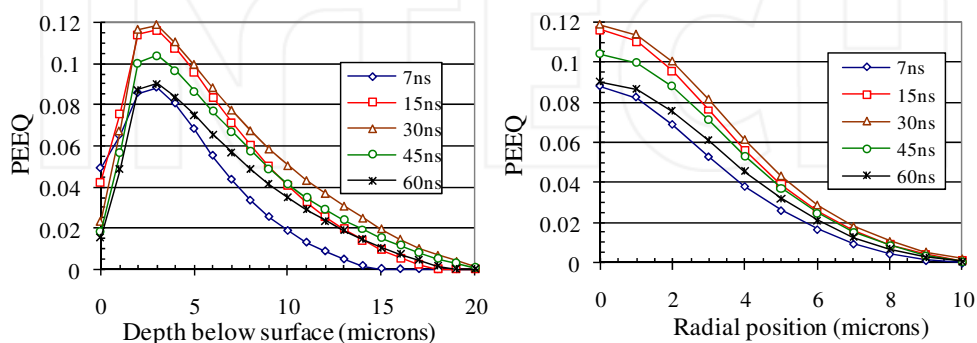 INTECH
0.12
0.1
0.08
0.06
0.04
0.02
0
PEEQ
0 5 10 15 20
Depth below surface (microns)
7ns
15ns
30ns
45ns
60ns
0.12
0.1
0.08
0.06
0.04
0.02
0
PEEQ
0 2 4 6 8 10
Radial position (microns)
7ns
15ns
30ns
45ns
60ns